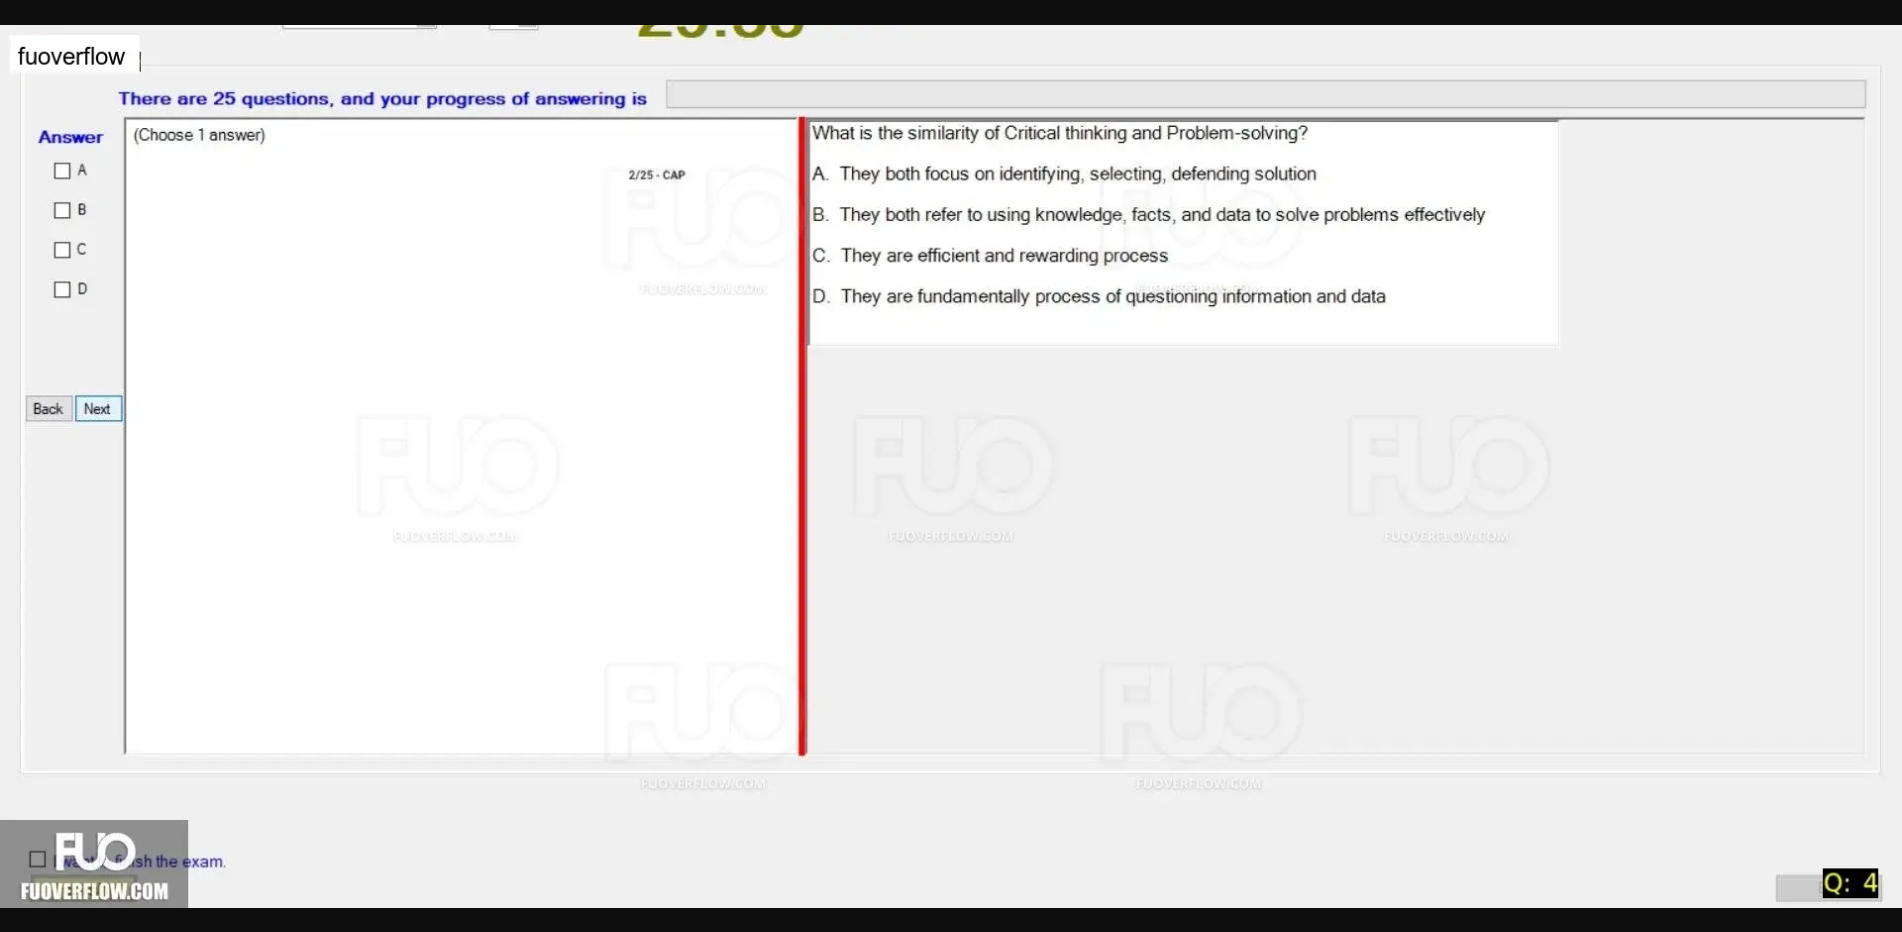 fuoverflow
There are 25 questions, and your progress of answering is
Answer
(Choose 1 answer)
A
B
C
D
2/25 - CAP
Back
Next
What is the similarity of Critical thinking and Problem-solving?
A. They both focus on identifying, selecting, defending solution
B. They both refer to using knowledge, facts, and data to solve problems effectively
C. They are efficient and rewarding process
D. They are fundamentally process of questioning information and data
FUO
FUOVERFLOW.COM
FUO
FUOVERFLOW.COM
FUO
FUOVERFLOW.COM
FUO
FUOVERFLOW.COM
FUO
FUOVERFLOW.COM
FUO
FUOVERFLOW.COM
FUO
FUOVERFLOW.COM
the exam.
FUO
FUOVERFLOW.COM
Q: 4